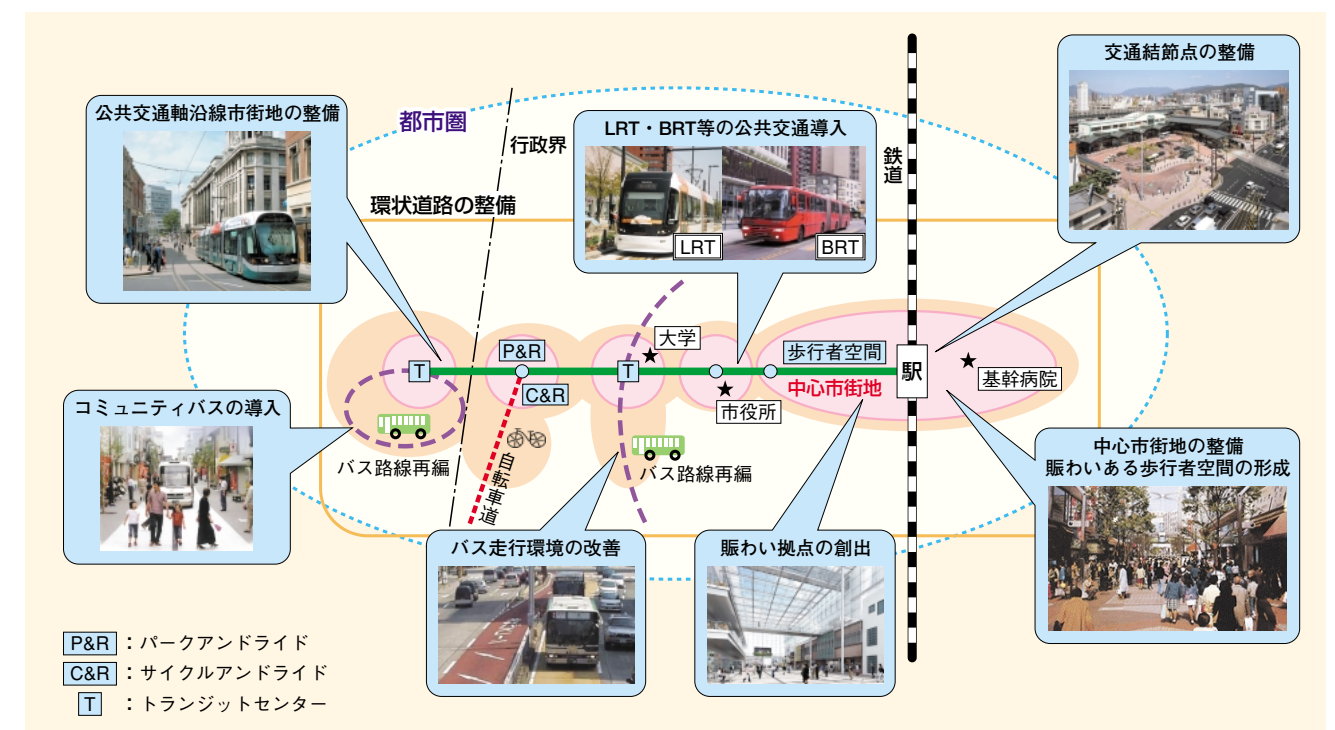 交通結節点の整備
公共交通軸沿線市街地の整備
都市圏
行政界
LRT・BRT等の公共交通導入
LRT
BRT
鉄道
環状道路の整備
大学
P&R
歩行者空間
T
T
駅
C&R
中心市街地
基幹病院
市役所
コミュニティバスの導入
バス路線再編
自転車道
バス路線再編
中心市街地の整備
賑わいある歩行者空間の形成
バス走行環境の改善
賑わい拠点の創出
P&R：パークアンドライド
C&R：サイクルアンドライド
T：トランジットセンター